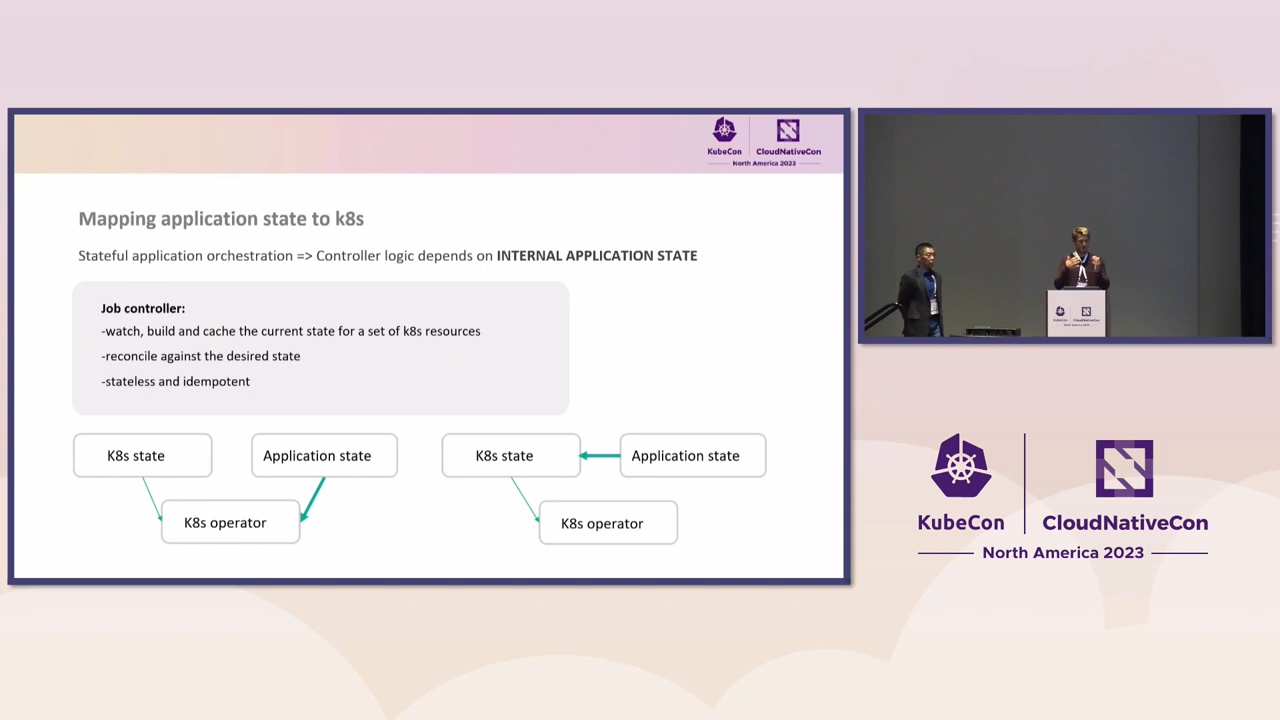 KubeCon
CloudNativeCon
North America 2023
Mapping application state to k8s
Stateful application orchestration => Controller logic depends on INTERNAL APPLICATION STATE
Job controller:
-watch, build and cache the current state for a set of k8s resources
-reconcile against the desired state
-stateless and idempotent
K8s state
Application state
K8s operator
K8s state
Application state
K8s operator
KubeCon
CloudNativeCon
North America 2023